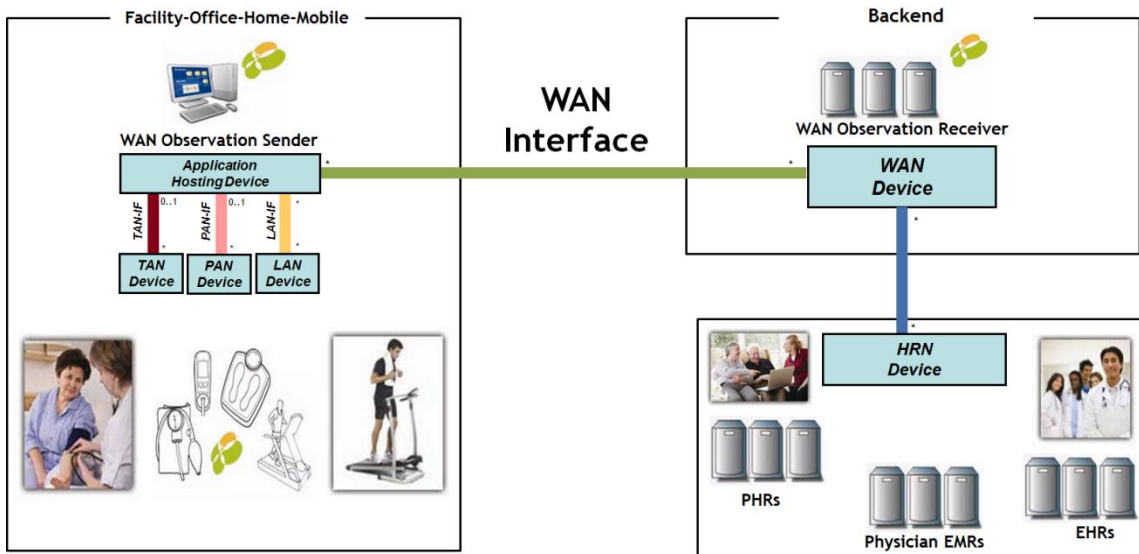 Facility-Office-Home-Mobile
WAN Observation Sender
Application
Hosting Device
*
TAN-IF
0..1
*
PAN-IF
0..1
*
LAN-IF
*
*
TAN
Device
PAN
Device
LAN
Device
WAN
Interface
Backend
WAN Observation Receiver
*
WAN
Device
*
*
HRN
Device
PHRs
Physician EMRs
EHRs